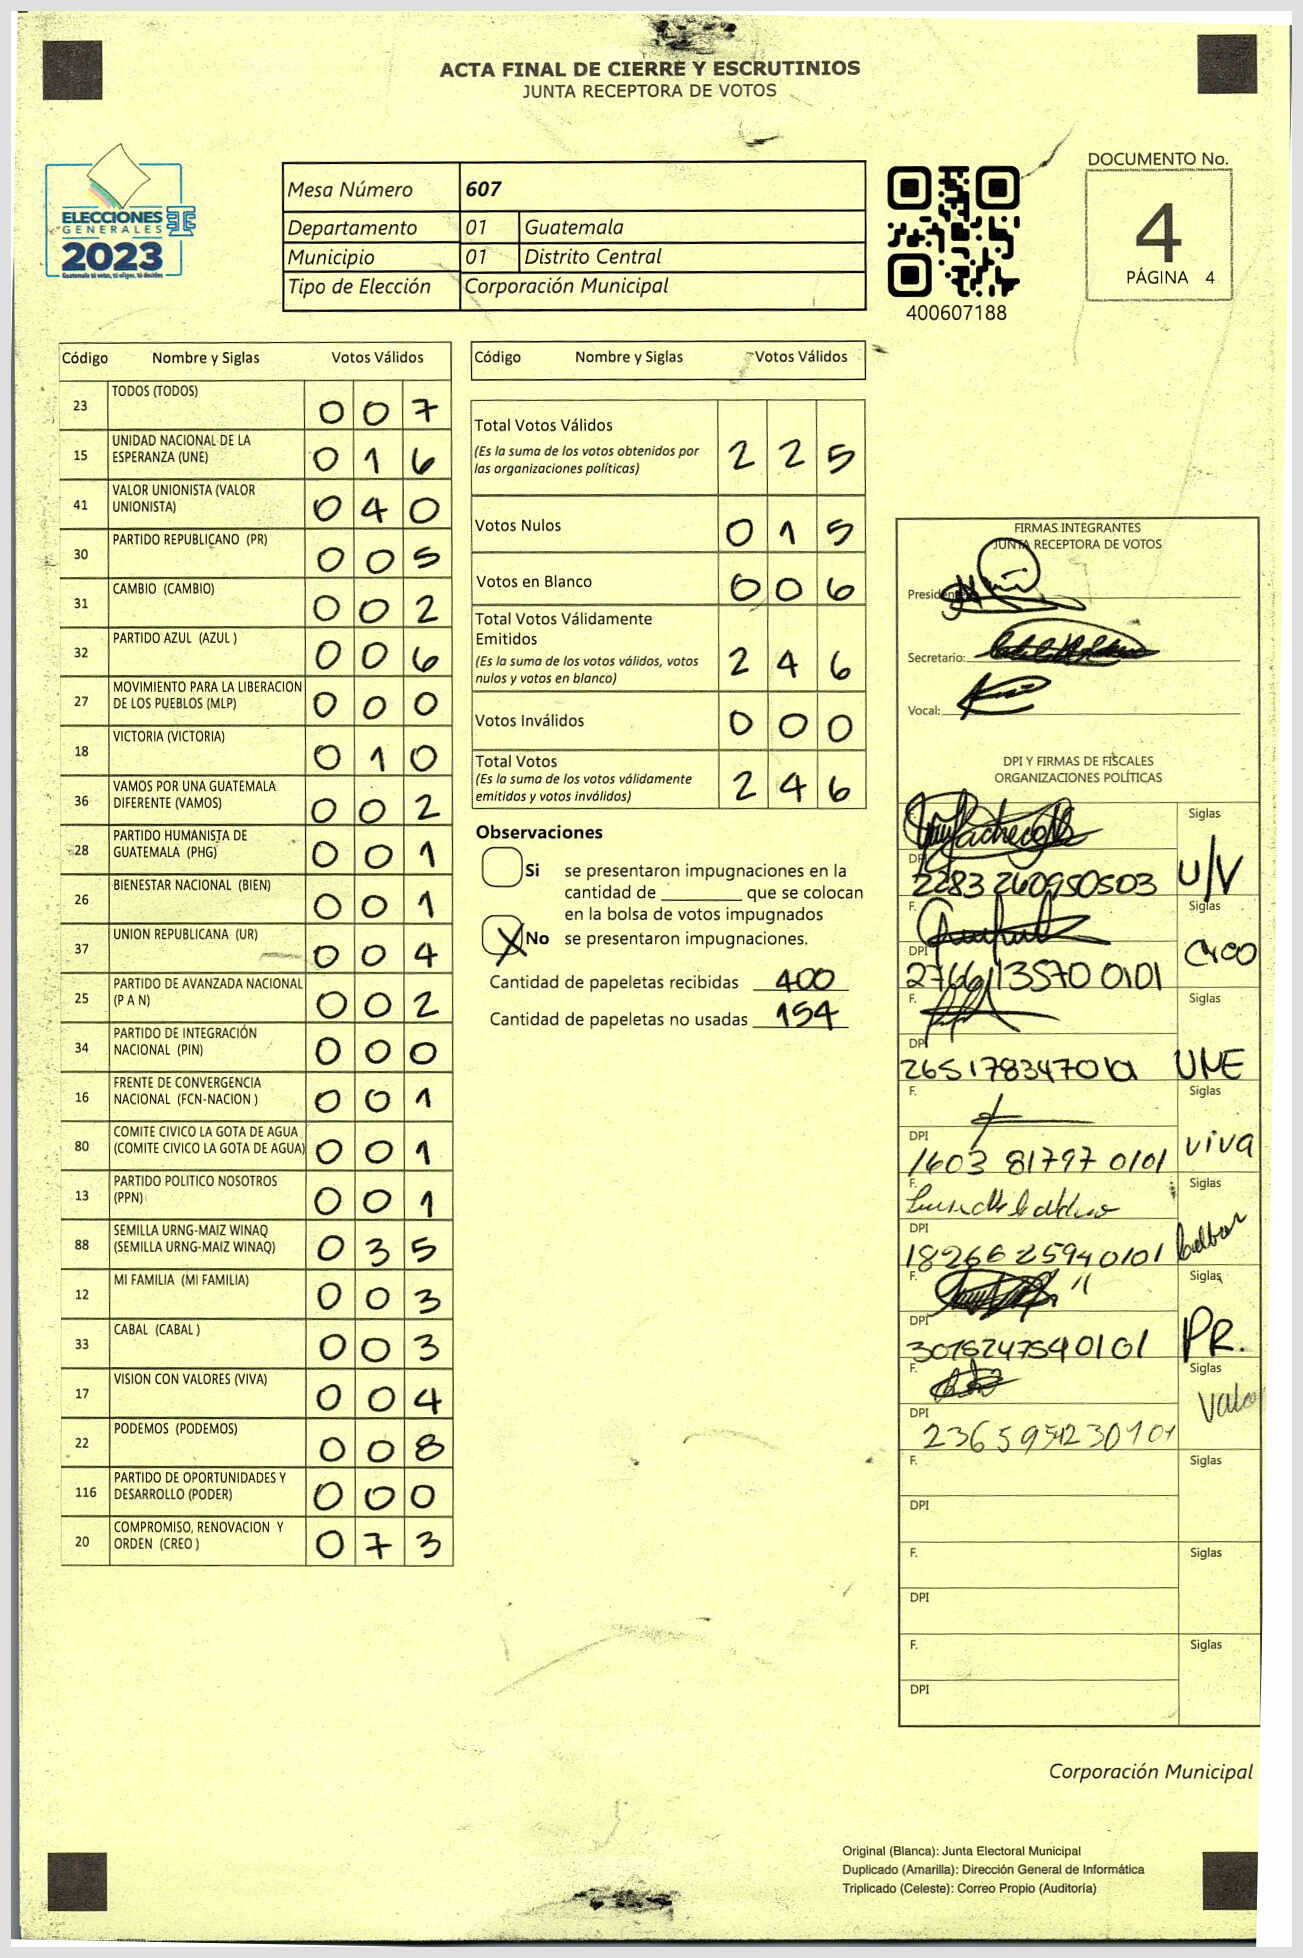 ACTA FINAL DE CIERRE Y ESCRUTINIOS
JUNTA RECEPTORA DE VOTOS
ELECCIONES
GENERALES
2023
Guatemala tú votas, tú eliges, tú decides
Mesa Número 607
Departamento 01 Guatemala
Municipio 01 Distrito Central
Tipo de Elección Corporación Municipal
400607188
DOCUMENTO No.
4
PÁGINA 4
Código Nombre y Siglas Votos Válidos
23 TODOS (TODOS) 0 0 7
15 UNIDAD NACIONAL DE LA
ESPERANZA (UNE) 0 1 6
41 VALOR UNIONISTA (VALOR
UNIONISTA) 0 4 0
30 PARTIDO REPUBLICANO (PR) 0 0 5
31 CAMBIO (CAMBIO) 0 0 2
32 PARTIDO AZUL (AZUL ) 0 0 6
27 MOVIMIENTO PARA LA LIBERACION
DE LOS PUEBLOS (MLP) 0 0 0
18 VICTORIA (VICTORIA) 0 1 0
36 VAMOS POR UNA GUATEMALA
DIFERENTE (VAMOS) 0 0 2
28 PARTIDO HUMANISTA DE
GUATEMALA (PHG) 0 0 1
26 BIENESTAR NACIONAL (BIEN) 0 0 1
37 UNION REPUBLICANA (UR) 0 0 4
25 PARTIDO DE AVANZADA NACIONAL
(P A N) 0 0 2
34 PARTIDO DE INTEGRACIÓN
NACIONAL (PIN) 0 0 0
16 FRENTE DE CONVERGENCIA
NACIONAL (FCN-NACION ) 0 0 1
80 COMITE CIVICO LA GOTA DE AGUA
(COMITE CIVICO LA GOTA DE AGUA) 0 0 1
13 PARTIDO POLITICO NOSOTROS
(PPN) 0 0 1
88 SEMILLA URNG-MAIZ WINAQ
(SEMILLA URNG-MAIZ WINAQ) 0 3 5
12 MI FAMILIA (MI FAMILIA) 0 0 3
33 CABAL (CABAL ) 0 0 3
17 VISION CON VALORES (VIVA) 0 0 4
22 PODEMOS (PODEMOS) 0 0 8
116 PARTIDO DE OPORTUNIDADES Y
DESARROLLO (PODER) 0 0 0
20 COMPROMISO, RENOVACION Y
ORDEN (CREO ) 0 7 3
Código Nombre y Siglas Votos Válidos
Total Votos Válidos
(Es la suma de los votos obtenidos por
las organizaciones políticas) 2 2 5
Votos Nulos 0 1 5
Votos en Blanco 0 0 6
Total Votos Válidamente
Emitidos
(Es la suma de los votos válidos, votos
nulos y votos en blanco) 2 4 6
Votos Inválidos 0 0 0
Total Votos
(Es la suma de los votos válidamente
emitidos y votos inválidos) 2 4 6
Observaciones
Si se presentaron impugnaciones en la
cantidad de ________ que se colocan
en la bolsa de votos impugnados
X No se presentaron impugnaciones.
Cantidad de papeletas recibidas 400
Cantidad de papeletas no usadas 154
FIRMAS INTEGRANTES
JUNTA RECEPTORA DE VOTOS
Presidente:
Secretario:
Vocal:
DPI Y FIRMAS DE FISCALES
ORGANIZACIONES POLÍTICAS
Siglas
DPI
2283 260950503 U/V
F. Siglas
DPI
2766113570 0101
F. Siglas
DPI
UNE
F. Siglas
DPI
1603 81797 0101 viva
F. Siglas
DPI
18266 25940101
F. Siglas
DPI
PR.
F. Siglas
DPI
F. Siglas
DPI
F. Siglas
DPI
F. Siglas
DPI
Corporación Municipal
Original (Blanca): Junta Electoral Municipal
Duplicado (Amarilla): Dirección General de Informática
Triplicado (Celeste): Correo Propio (Auditoría)